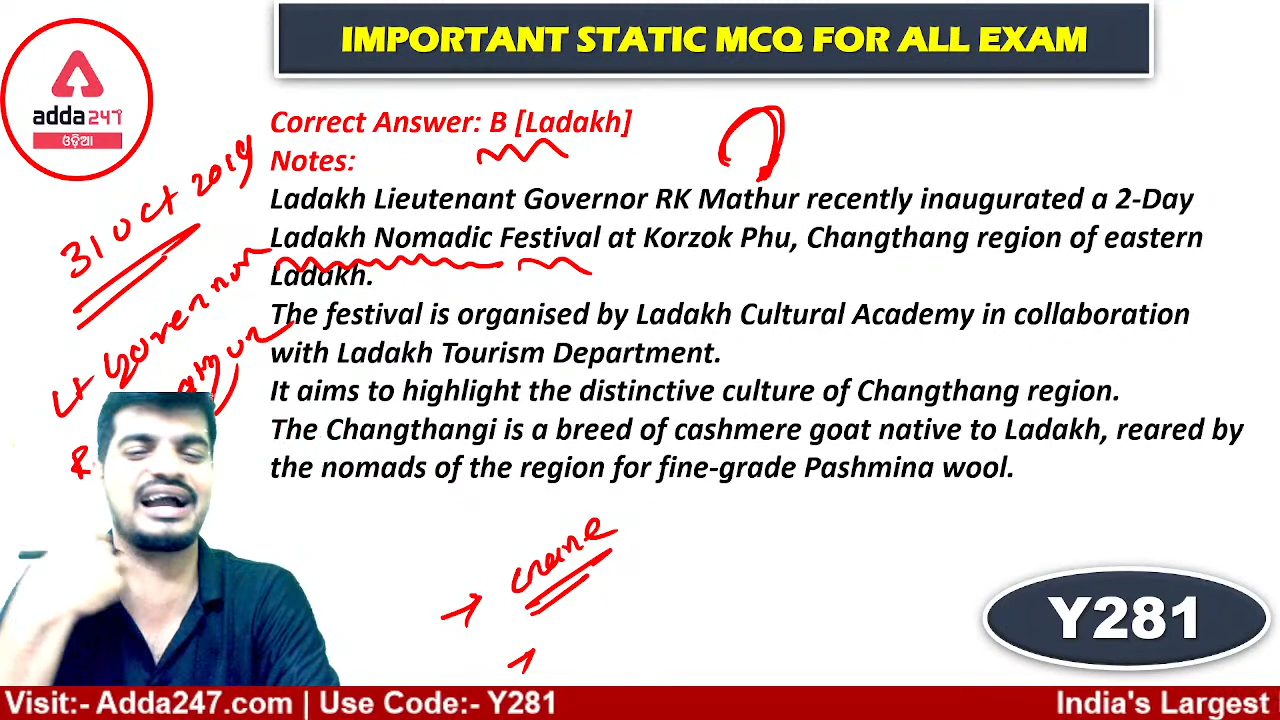 IMPORTANT STATIC MCQ FOR ALL EXAM
adda247
ଓଡ଼ିଆ
Correct Answer: B [Ladakh]
Notes:
Ladakh Lieutenant Governor RK Mathur recently inaugurated a 2-Day
Ladakh Nomadic Festival at Korzok Phu, Changthang region of eastern
Ladakh.
The festival is organised by Ladakh Cultural Academy in collaboration
with Ladakh Tourism Department.
It aims to highlight the distinctive culture of Changthang region.
The Changthangi is a breed of cashmere goat native to Ladakh, reared by
the nomads of the region for fine-grade Pashmina wool.
31 Oct 2019
Lt Governor
R
Crane
Y281
Visit:- Adda247.com | Use Code:- Y281
India's Largest